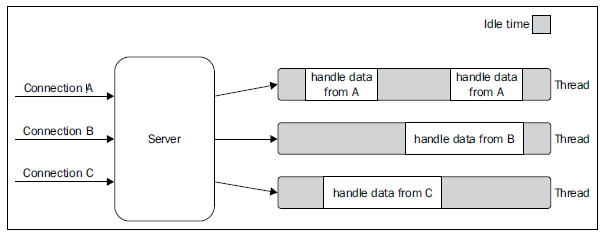 Idle time
handle data
from A
handle data
from A
Thread
Connection A
Connection B
Server
handle data from B
Thread
Connection C
handle data from C
Thread